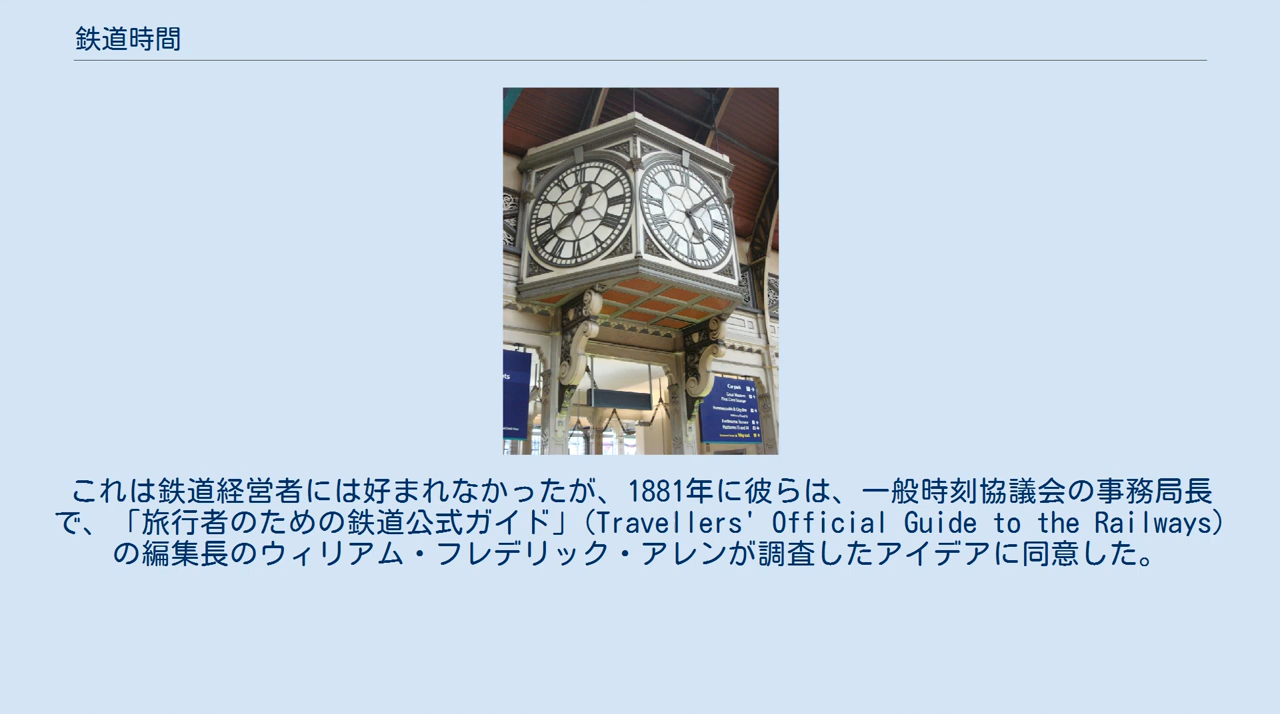 鉄道時間
Car park
Way out
これは鉄道経営者には好まれなかったが、1881年に彼らは、一般時刻協議会の事務局長
で、「旅行者のための鉄道公式ガイド」(Travellers' Official Guide to the Railways)
の編集長のウィリアム・フレデリック・アレンが調査したアイデアに同意した。